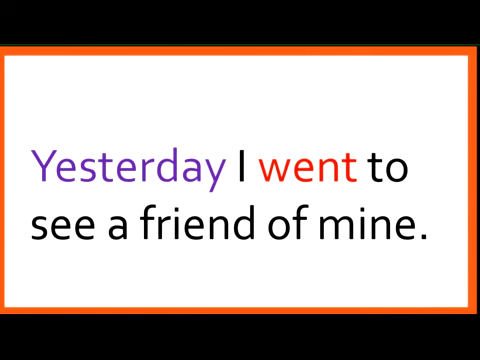 Yesterday I went to
see a friend of mine.